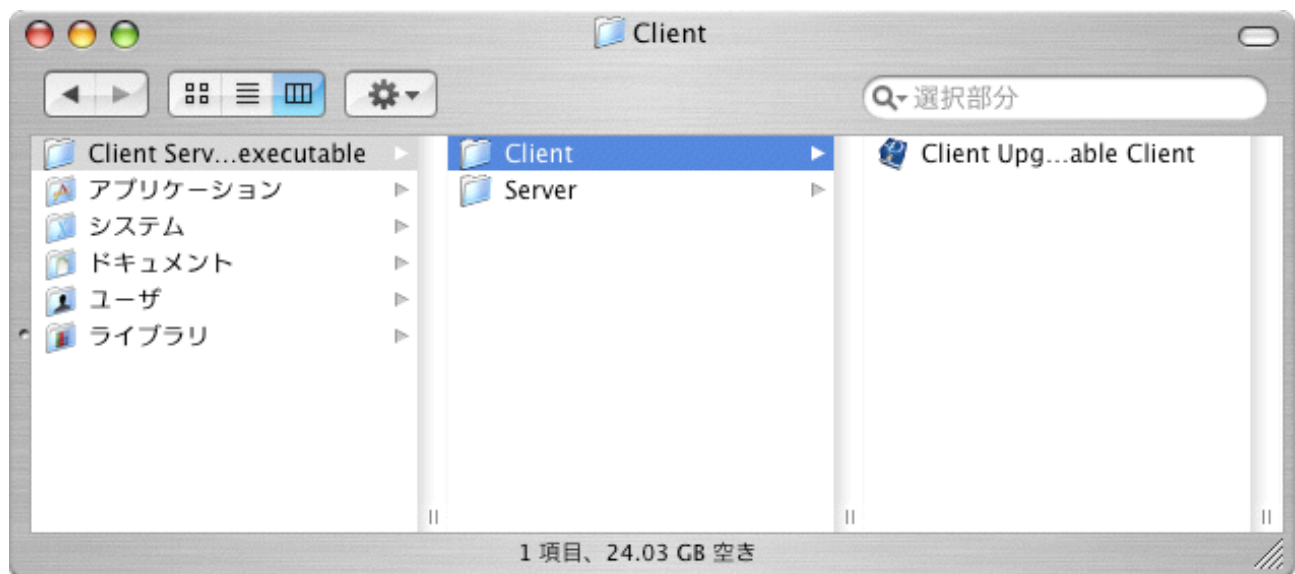 Client
選択部分
Client Serv...executable
アプリケーション
システム
ドキュメント
ユーザ
ライブラリ
Client
Server
Client Upg...able Client
1 項目、24.03 GB 空き